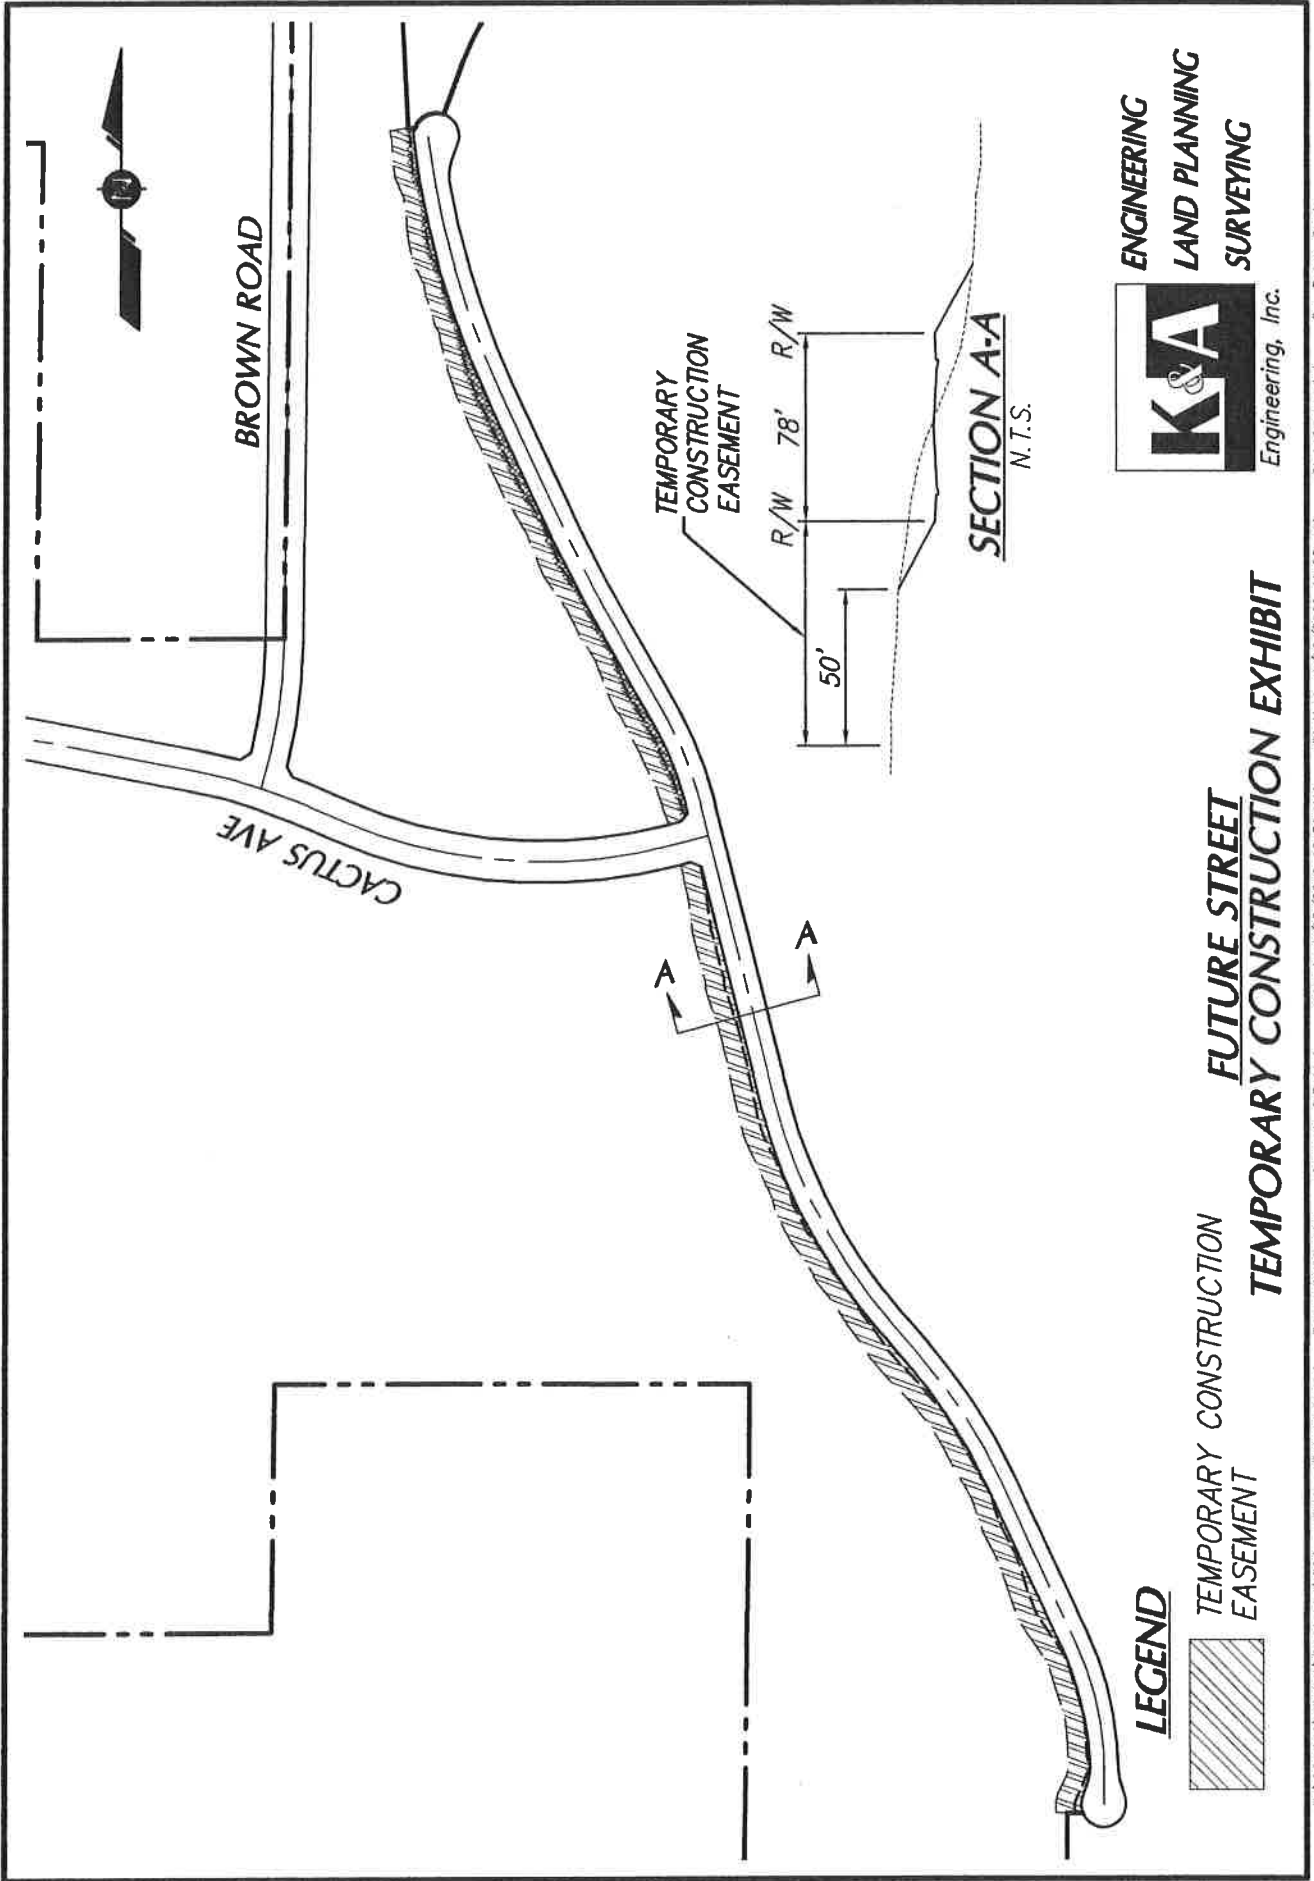 BROWN ROAD
CACTUS AVE
A
A
TEMPORARY
CONSTRUCTION
EASEMENT
R/W
78'
R/W
50'
SECTION A-A
N.T.S.
LEGEND
TEMPORARY CONSTRUCTION
EASEMENT
FUTURE STREET
TEMPORARY CONSTRUCTION EXHIBIT
K&A
Engineering, Inc.
ENGINEERING
LAND PLANNING
SURVEYING